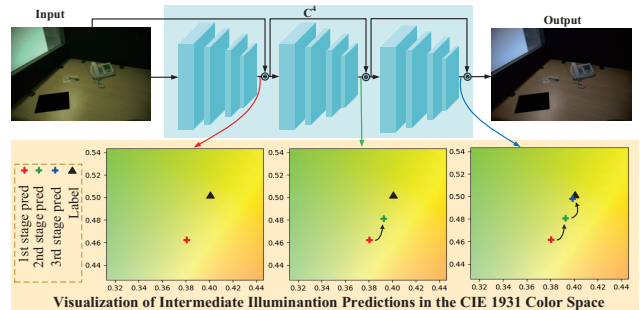 Input
C⁴
Output
1st stage pred
2nd stage pred
3rd stage pred
Label
0.54
0.52
0.50
0.48
0.46
0.44
0.32 0.34 0.36 0.38 0.40 0.42 0.44
0.54
0.52
0.50
0.48
0.46
0.44
0.32 0.34 0.36 0.38 0.40 0.42 0.44
0.54
0.52
0.50
0.48
0.46
0.44
0.32 0.34 0.36 0.38 0.40 0.42 0.44
Visualization of Intermediate Illuminantion Predictions in the CIE 1931 Color Space